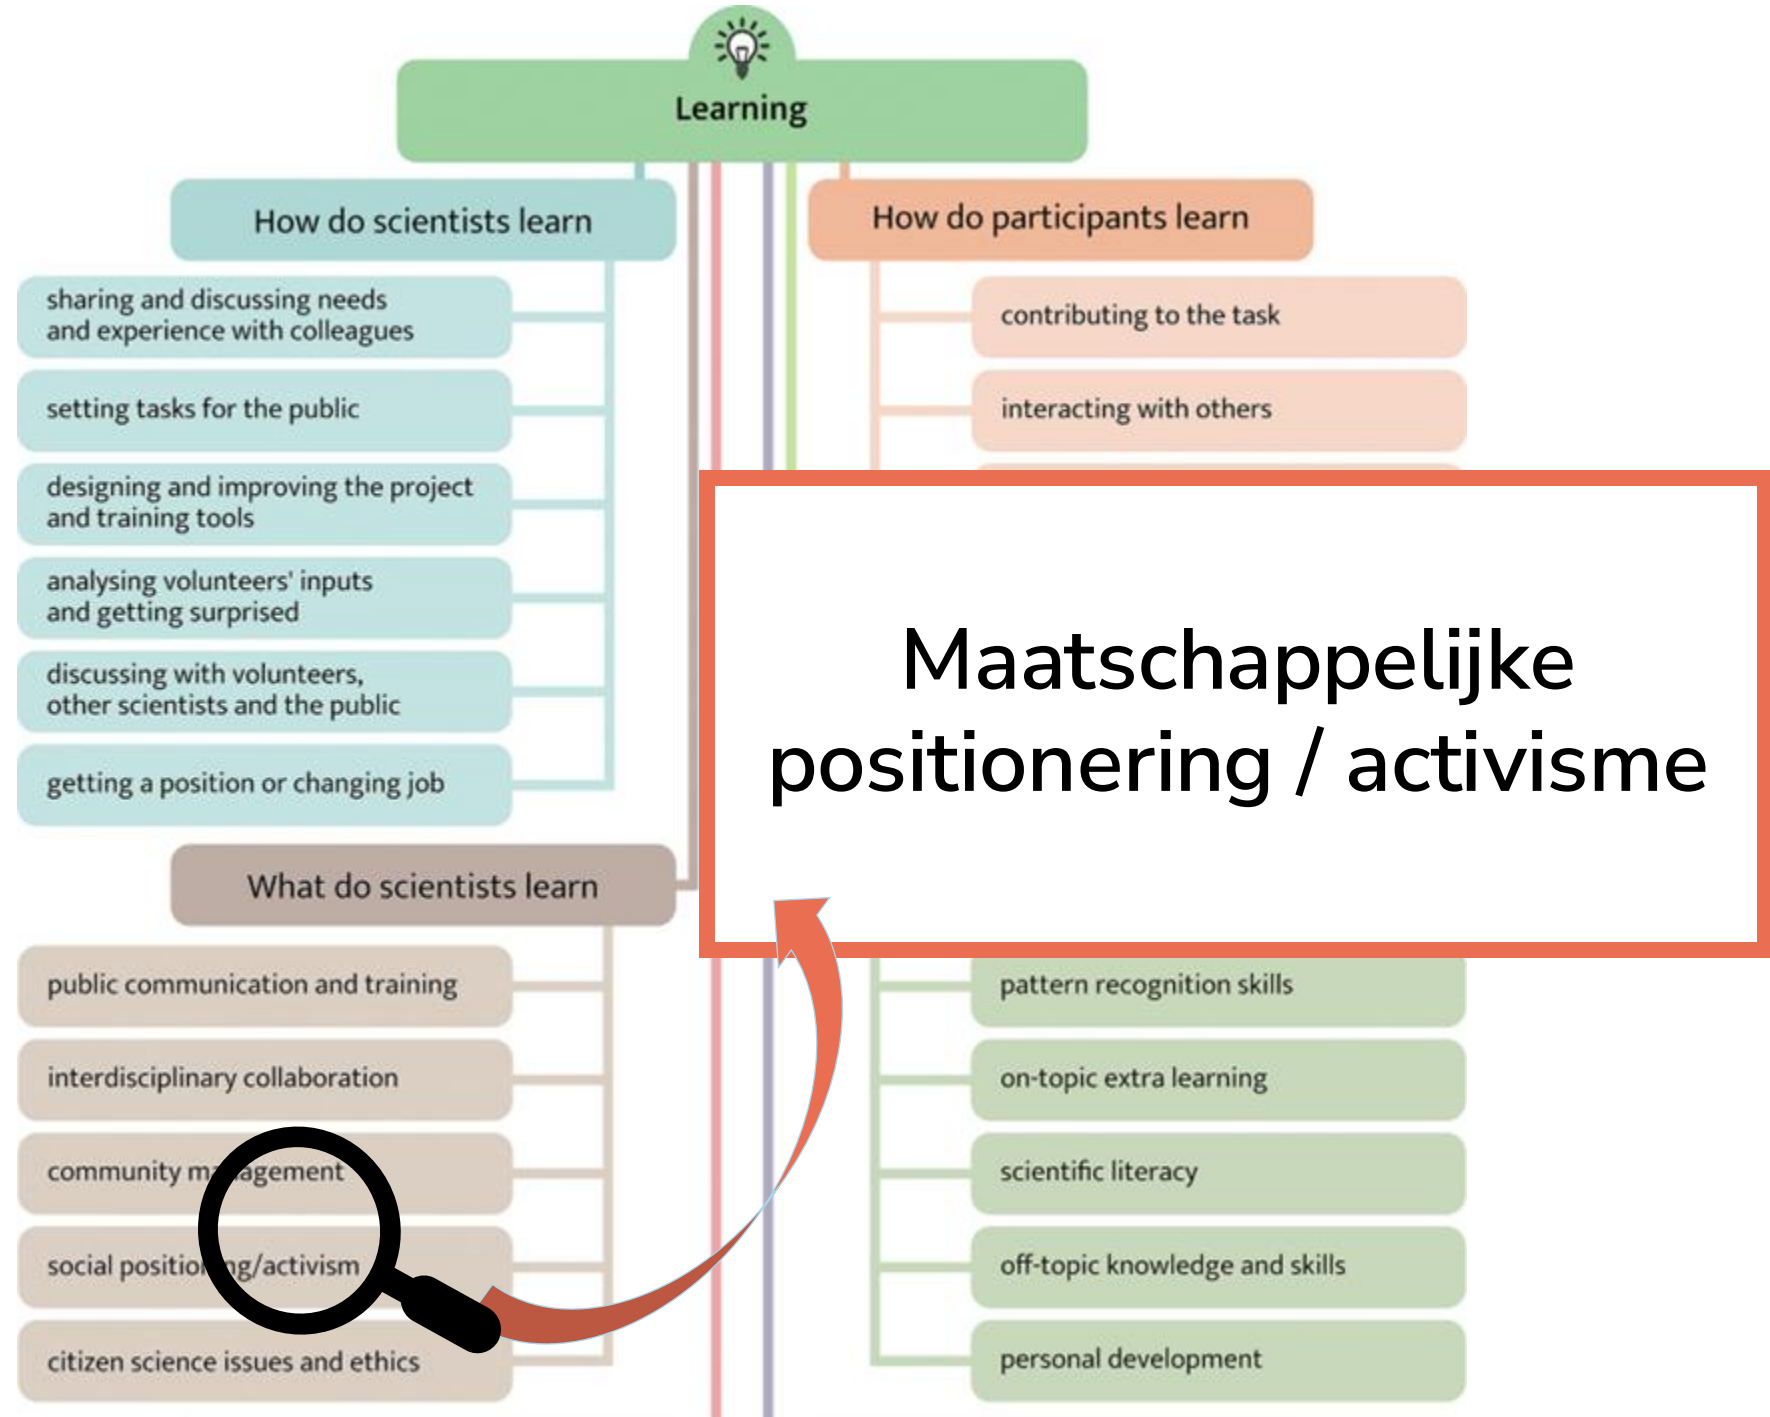 Learning
How do scientists learn
sharing and discussing needs
and experience with colleagues
setting tasks for the public
designing and improving the project
and training tools
analysing volunteers' inputs
and getting surprised
discussing with volunteers,
other scientists and the public
getting a position or changing job
How do participants learn
contributing to the task
interacting with others
Maatschappelijke
positionering / activisme
What do scientists learn
public communication and training
interdisciplinary collaboration
community management
social positioning/activism
citizen science issues and ethics
pattern recognition skills
on-topic extra learning
scientific literacy
off-topic knowledge and skills
personal development